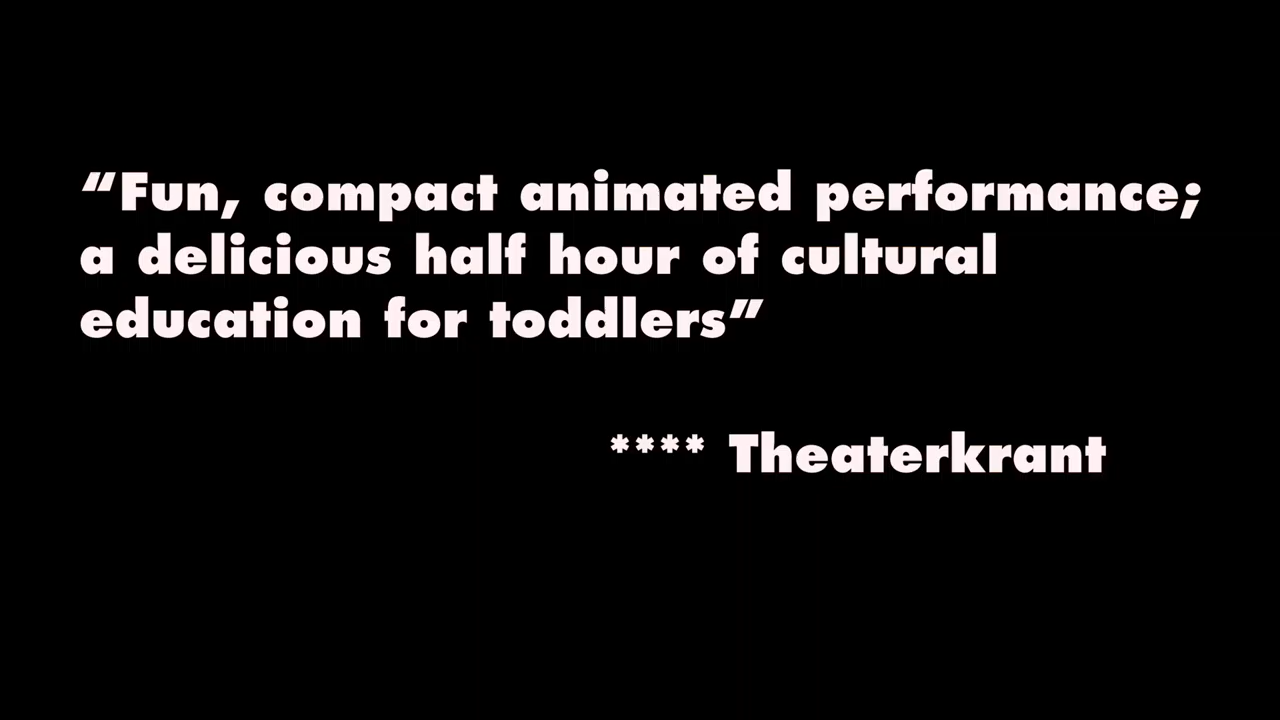 “Fun, compact animated performance;
a delicious half hour of cultural
education for toddlers”
**** Theaterkrant